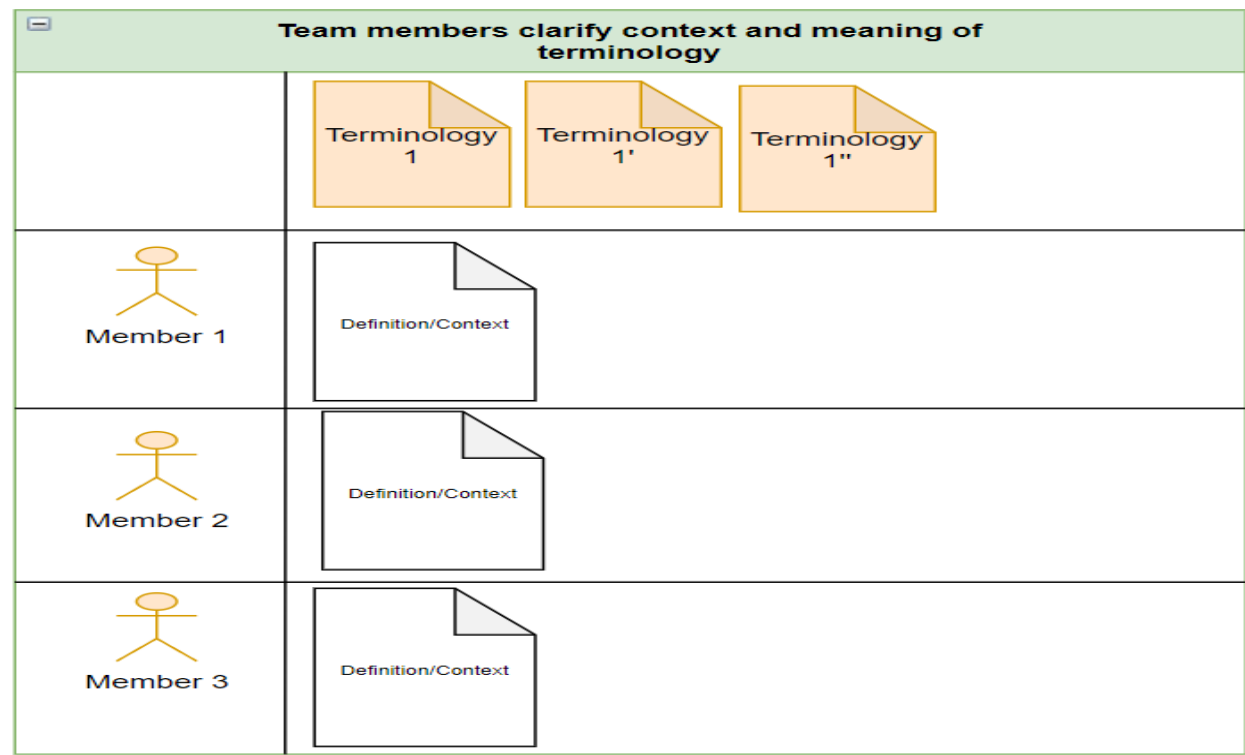 Team members clarify context and meaning of
terminology
Terminology
1
Terminology
1'
Terminology
1"
Member 1
Definition/Context
Member 2
Definition/Context
Member 3
Definition/Context